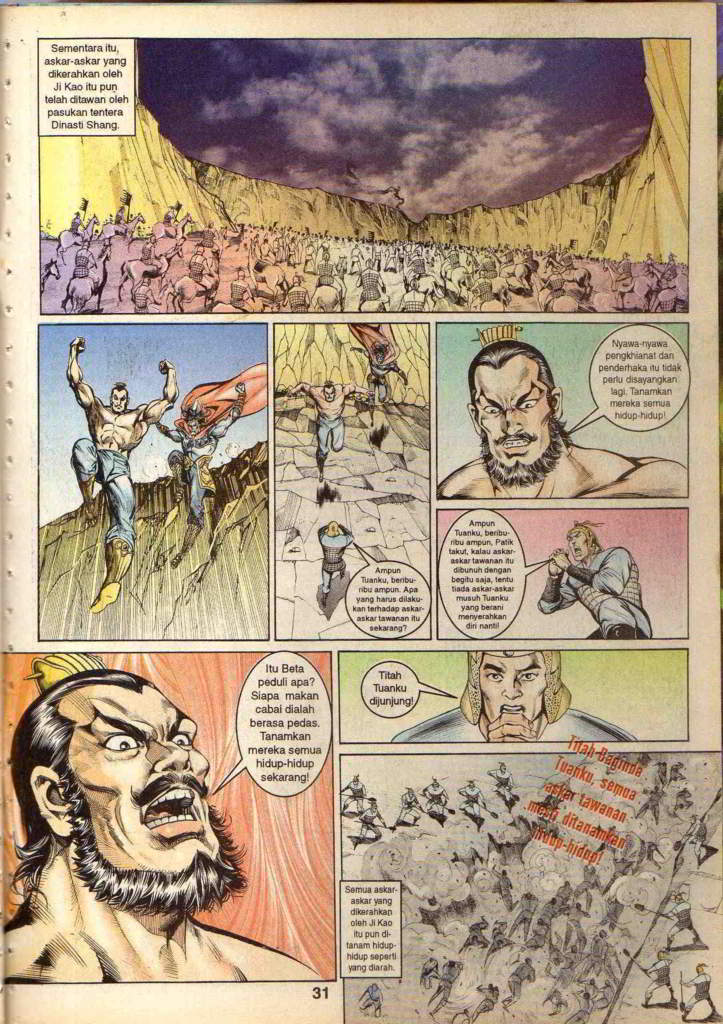 Sementara itu,
askar-askar yang
dikerahkan oleh
Ji Kao itu pun
telah ditawan oleh
pasukan tentera
Dinasti Shang.
Nyawa-nyawa
pengkhianat dan
penderhaka itu tidak
perlu disayangkan
lagi. Tanamkan
mereka semua
hidup-hidup!
Ampun
Tuanku, beribu-
ribu ampun. Apa
yang harus dilaku-
kan terhadap askar-
askar tawanan itu
sekarang?
Ampun
Tuanku, beribu-
ribu ampun, Patik
takut, kalau askar-
askar tawanan itu
dibunuh dengan
begitu saja, tentu
tiada askar-askar
musuh Tuanku
yang berani
menyerahkan
diri nanti!
Itu Beta
peduli apa?
Siapa makan
cabai dialah
berasa pedas.
Tanamkan
mereka semua
hidup-hidup
sekarang!
Titah
Tuanku
dijunjung!
Titah Baginda
Tuanku, semua
askar tawanan
mesti ditanamkan
hidup-hidup!
Semua askar-
askar yang
dikerahkan
oleh Ji Kao
itu pun di-
tanam hidup-
hidup seperti
yang diarah.
31